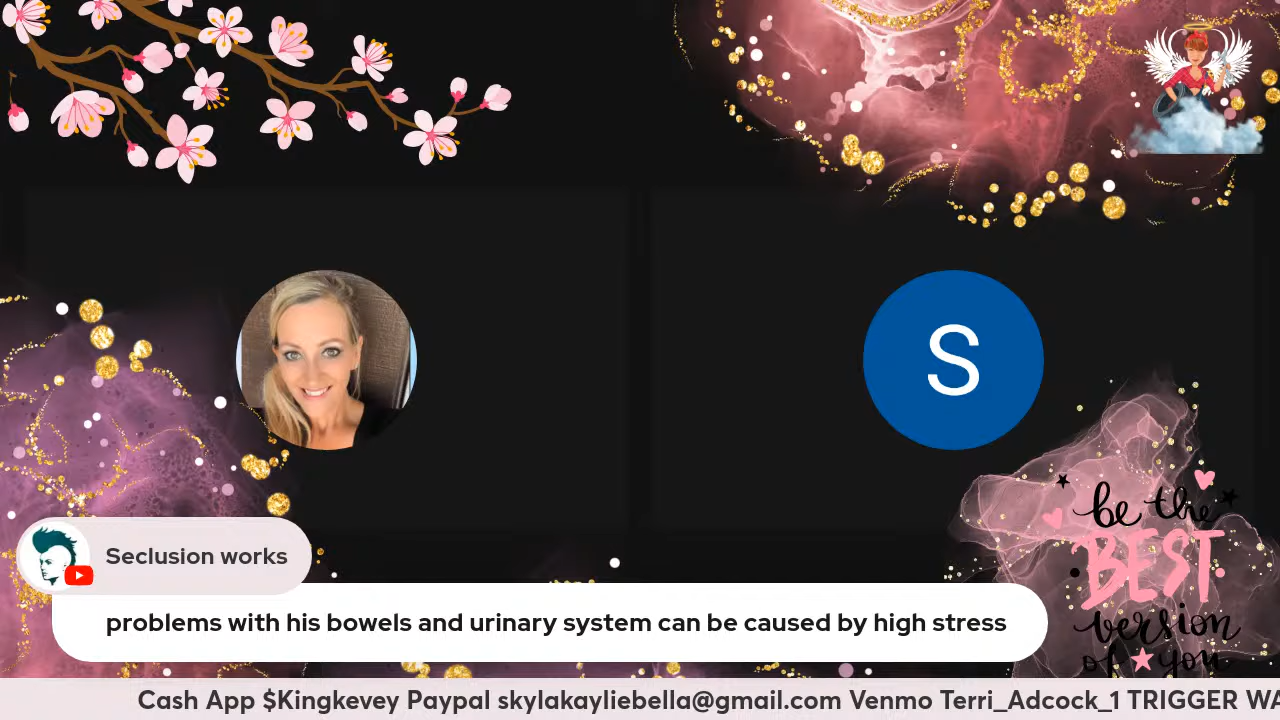 S
be the
BEST
version
of you
Seclusion works
problems with his bowels and urinary system can be caused by high stress
Cash App $Kingkevey Paypal skylakayliebella@gmail.com Venmo Terri_Adcock_1 TRIGGER WA